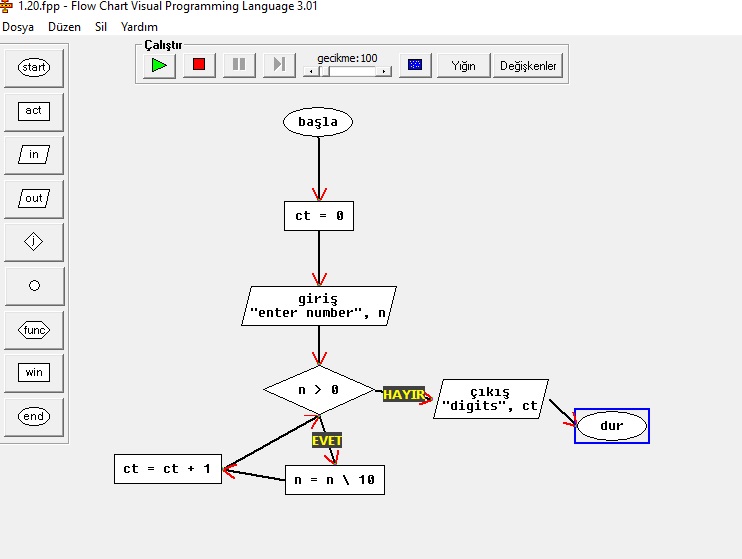 1.20.fpp - Flow Chart Visual Programming Language 3.01
Dosya Düzen Sil Yardım
Çalıştır
gecikme:100
Yığın
Değişkenler
start
act
in
out
j
func
win
end
başla
ct = 0
giriş
"enter number", n
n > 0
HAYIR
çıkış
"digits", ct
dur
EVET
ct = ct + 1
n = n \ 10